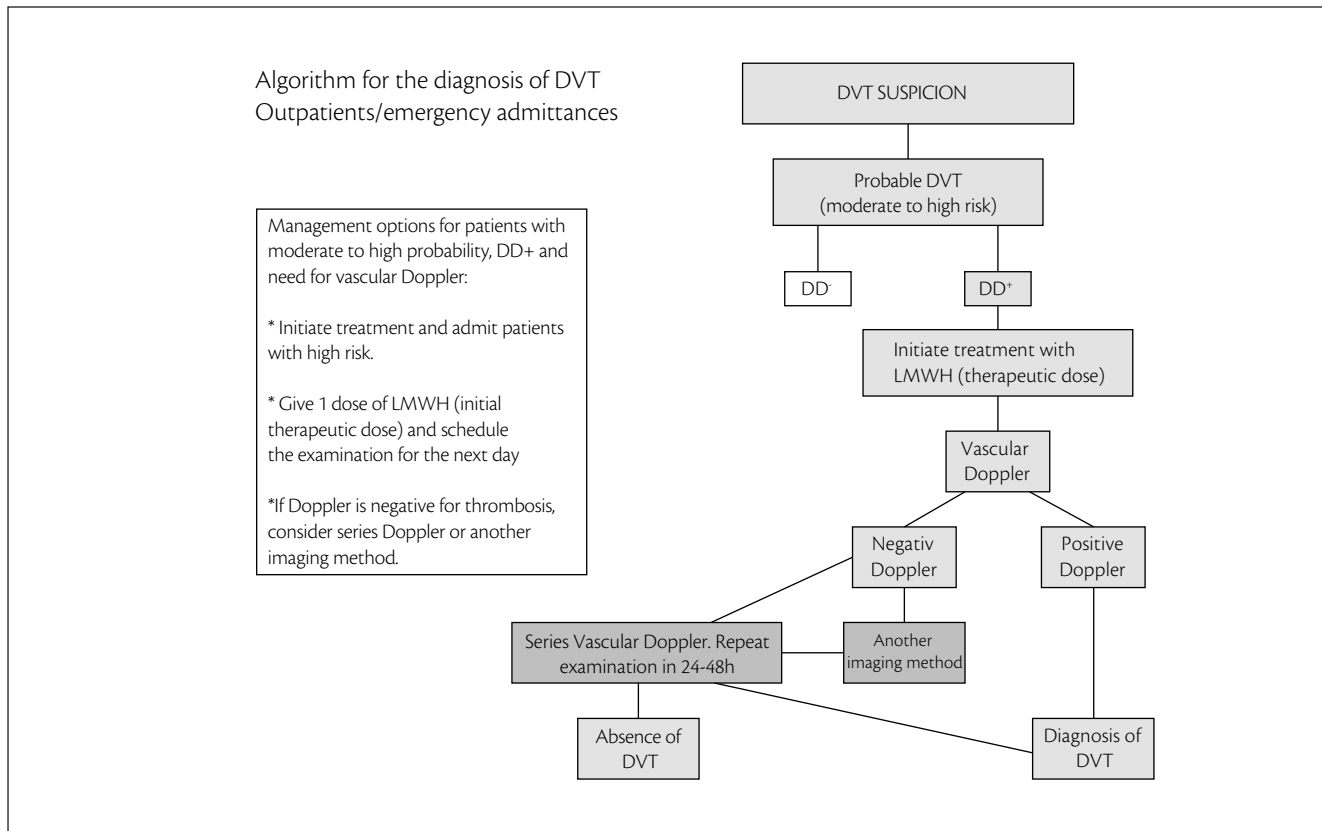 Algorithm for the diagnosis of DVT
Outpatients/emergency admittances
DVT SUSPICION
Probable DVT
(moderate to high risk)
DD-
DD+
Management options for patients with
moderate to high probability, DD+ and
need for vascular Doppler:
* Initiate treatment and admit patients
with high risk.
* Give 1 dose of LMWH (initial
therapeutic dose) and schedule
the examination for the next day
*If Doppler is negative for thrombosis,
consider series Doppler or another
imaging method.
Initiate treatment with
LMWH (therapeutic dose)
Vascular
Doppler
Negativ
Doppler
Positive
Doppler
Series Vascular Doppler. Repeat
examination in 24-48h
Another
imaging method
Absence of
DVT
Diagnosis of
DVT